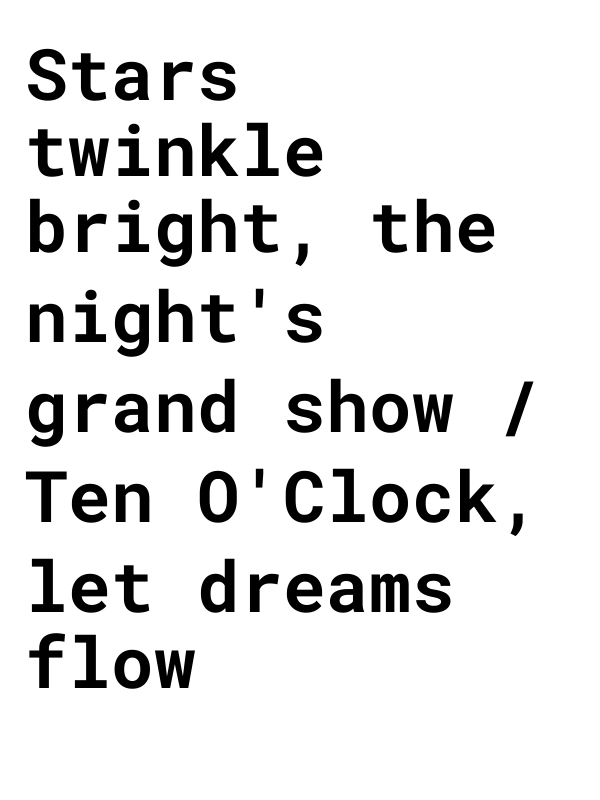 Stars
twinkle
bright, the
night's
grand show /
Ten O'Clock,
let dreams
flow